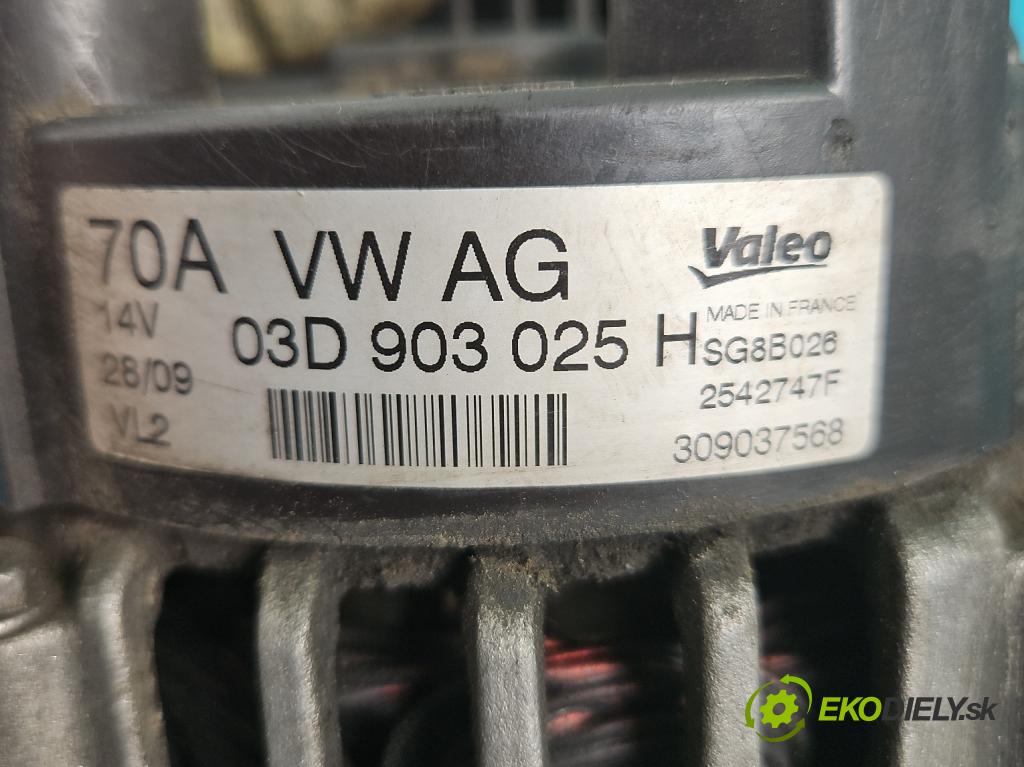 70A VW AG Valeo
14V 03D 903 025 H MADE IN FRANCE
28/09 SG8B026
VL2 2542747F
309037568
EKODIELY.sk